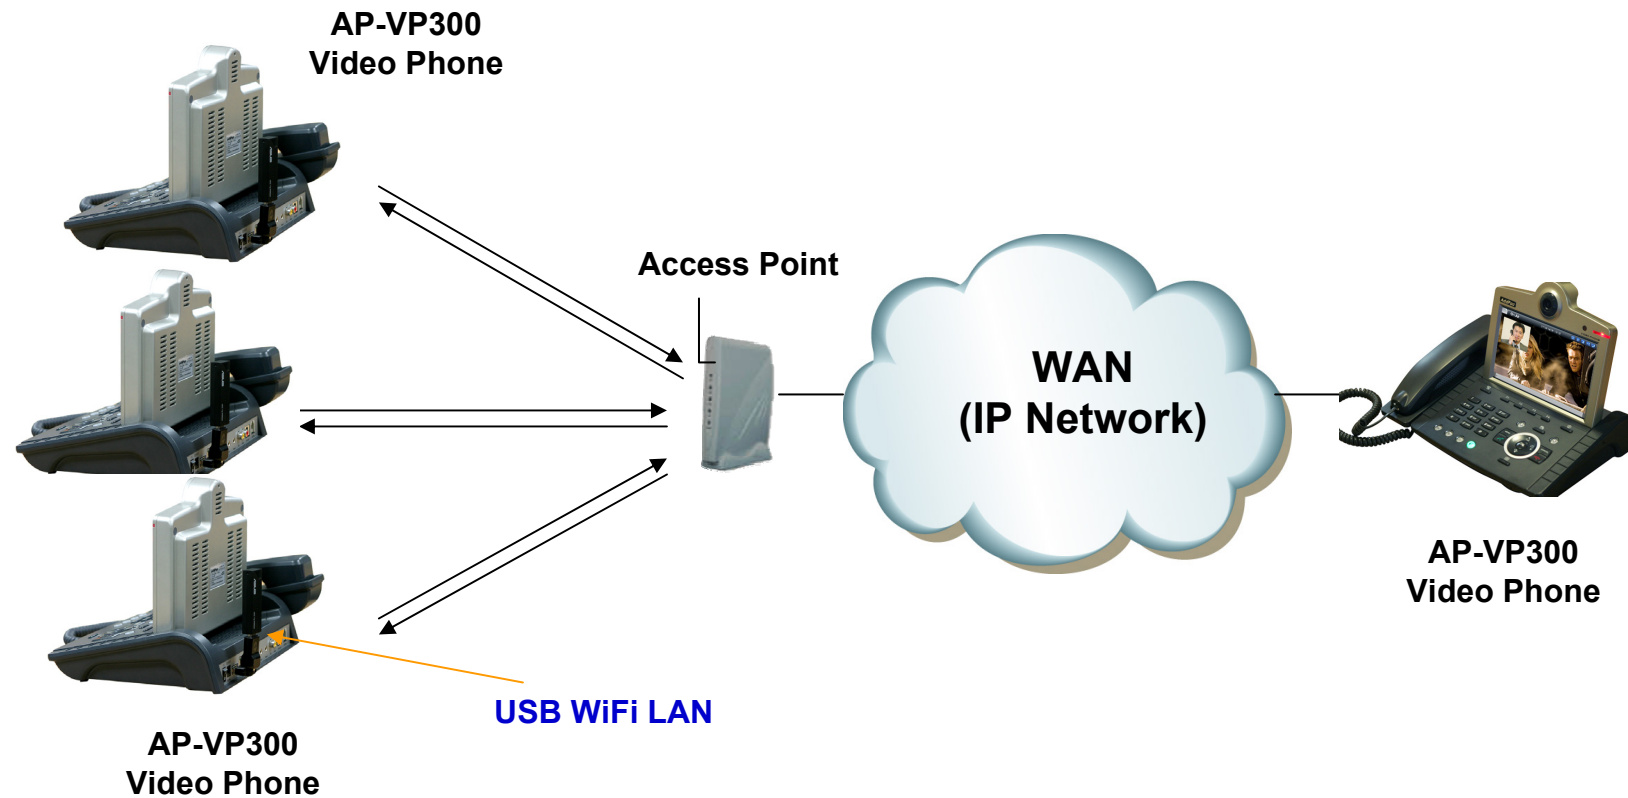 AP-VP300
Video Phone
Access Point
WAN
(IP Network)
AP-VP300
Video Phone
USB WiFi LAN
AP-VP300
Video Phone